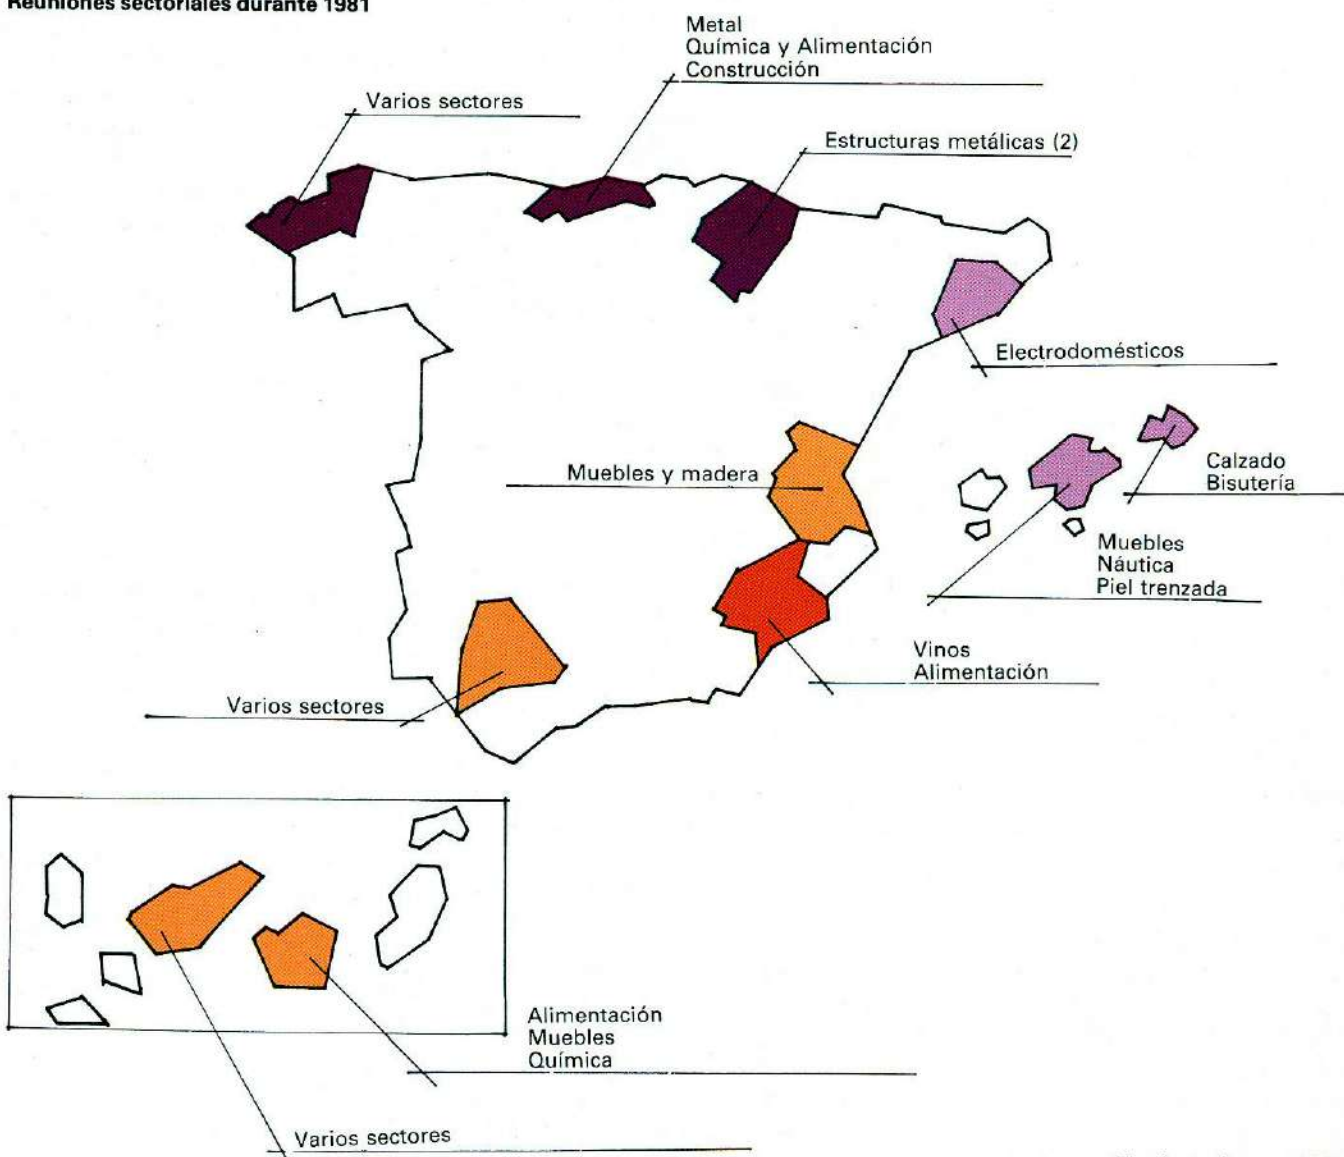 Reuniones sectoriales durante 1981
Metal
Química y Alimentación
Construcción
Varios sectores
Estructuras metálicas (2)
Electrodomésticos
Muebles y madera
Calzado
Bisutería
Muebles
Náutica
Piel trenzada
Vinos
Alimentación
Varios sectores
Alimentación
Muebles
Química
Varios sectores